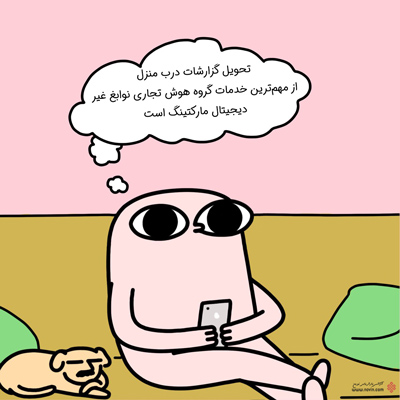 تحویل گزارشات درب منزل
از مهم‌ترین خدمات گروه هوش تجاری نوابغ غیر
دیجیتال مارکتینگ است